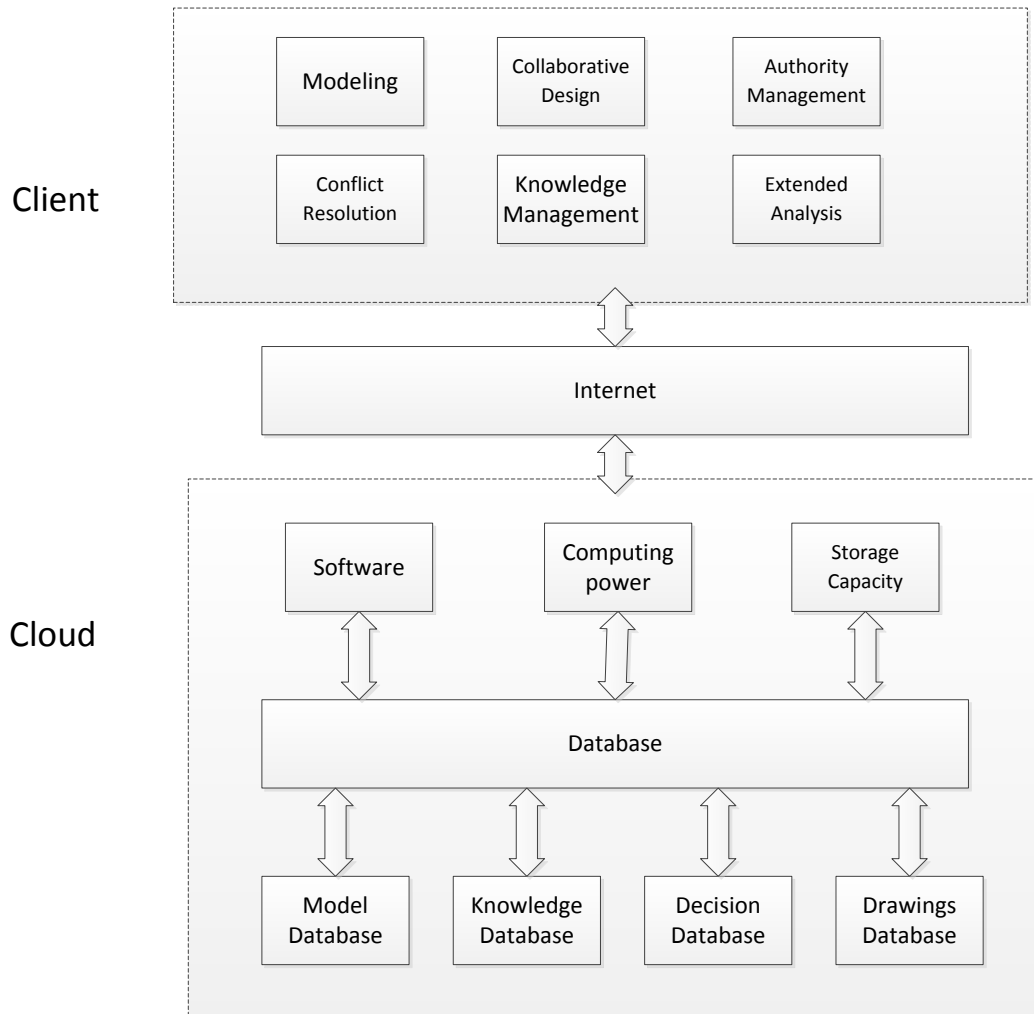 Modeling
Collaborative
Design
Authority
Management
Client
Conflict
Resolution
Knowledge
Management
Extended
Analysis
Internet
Cloud
Software
Computing
power
Storage
Capacity
Database
Model
Database
Knowledge
Database
Decision
Database
Drawings
Database